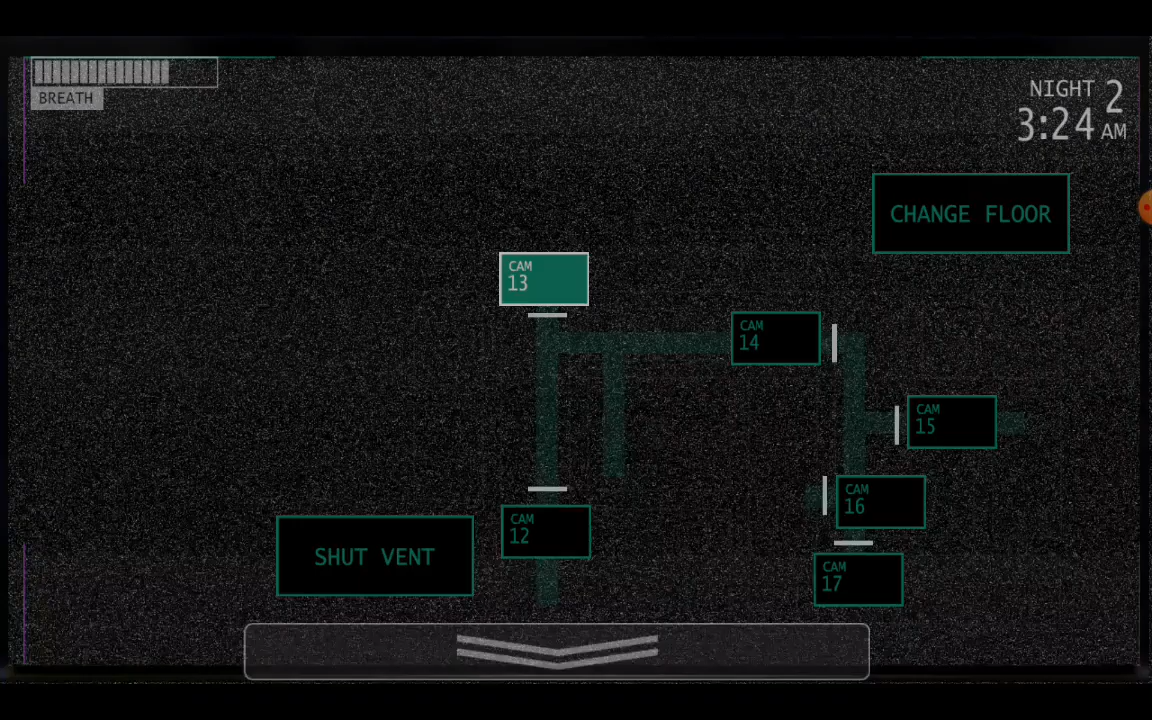 BREATH
NIGHT 2
3:24 AM
CHANGE FLOOR
CAM
13
CAM
14
CAM
15
CAM
16
CAM
12
SHUT VENT
CAM
17